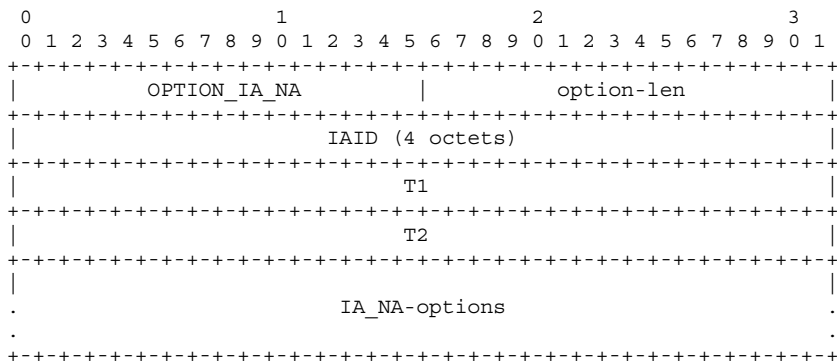 0                   1                   2                   3
 0 1 2 3 4 5 6 7 8 9 0 1 2 3 4 5 6 7 8 9 0 1 2 3 4 5 6 7 8 9 0 1
+-+-+-+-+-+-+-+-+-+-+-+-+-+-+-+-+-+-+-+-+-+-+-+-+-+-+-+-+-+-+-+-+
|          OPTION_IA_NA         |          option-len           |
+-+-+-+-+-+-+-+-+-+-+-+-+-+-+-+-+-+-+-+-+-+-+-+-+-+-+-+-+-+-+-+-+
|                        IAID (4 octets)                        |
+-+-+-+-+-+-+-+-+-+-+-+-+-+-+-+-+-+-+-+-+-+-+-+-+-+-+-+-+-+-+-+-+
|                              T1                               |
+-+-+-+-+-+-+-+-+-+-+-+-+-+-+-+-+-+-+-+-+-+-+-+-+-+-+-+-+-+-+-+-+
|                              T2                               |
+-+-+-+-+-+-+-+-+-+-+-+-+-+-+-+-+-+-+-+-+-+-+-+-+-+-+-+-+-+-+-+-+
|                                                               |
.                         IA_NA-options                         .
.                                                               .
+-+-+-+-+-+-+-+-+-+-+-+-+-+-+-+-+-+-+-+-+-+-+-+-+-+-+-+-+-+-+-+-+